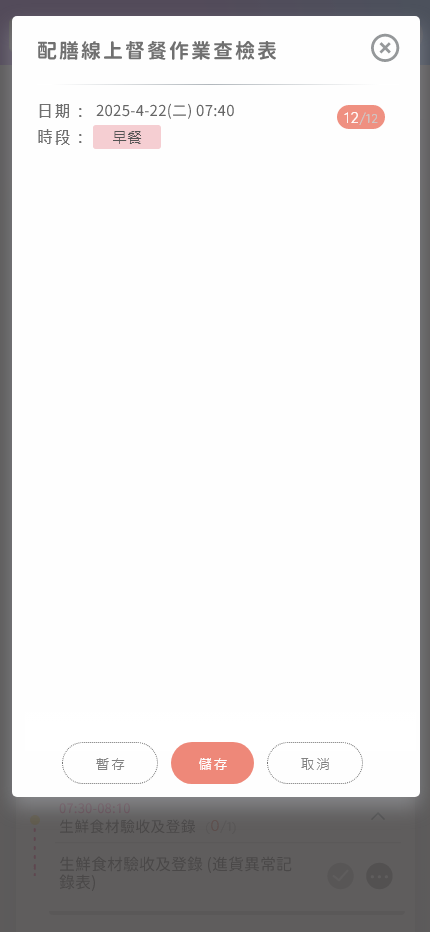 配膳線上督餐作業查檢表
日期： 2025-4-22(二) 07:40
12/12
時段： 早餐
暫存 儲存 取消
07:30-08:10
生鮮食材驗收及登錄 (0/1)
生鮮食材驗收及登錄 (進貨異常記
錄表)